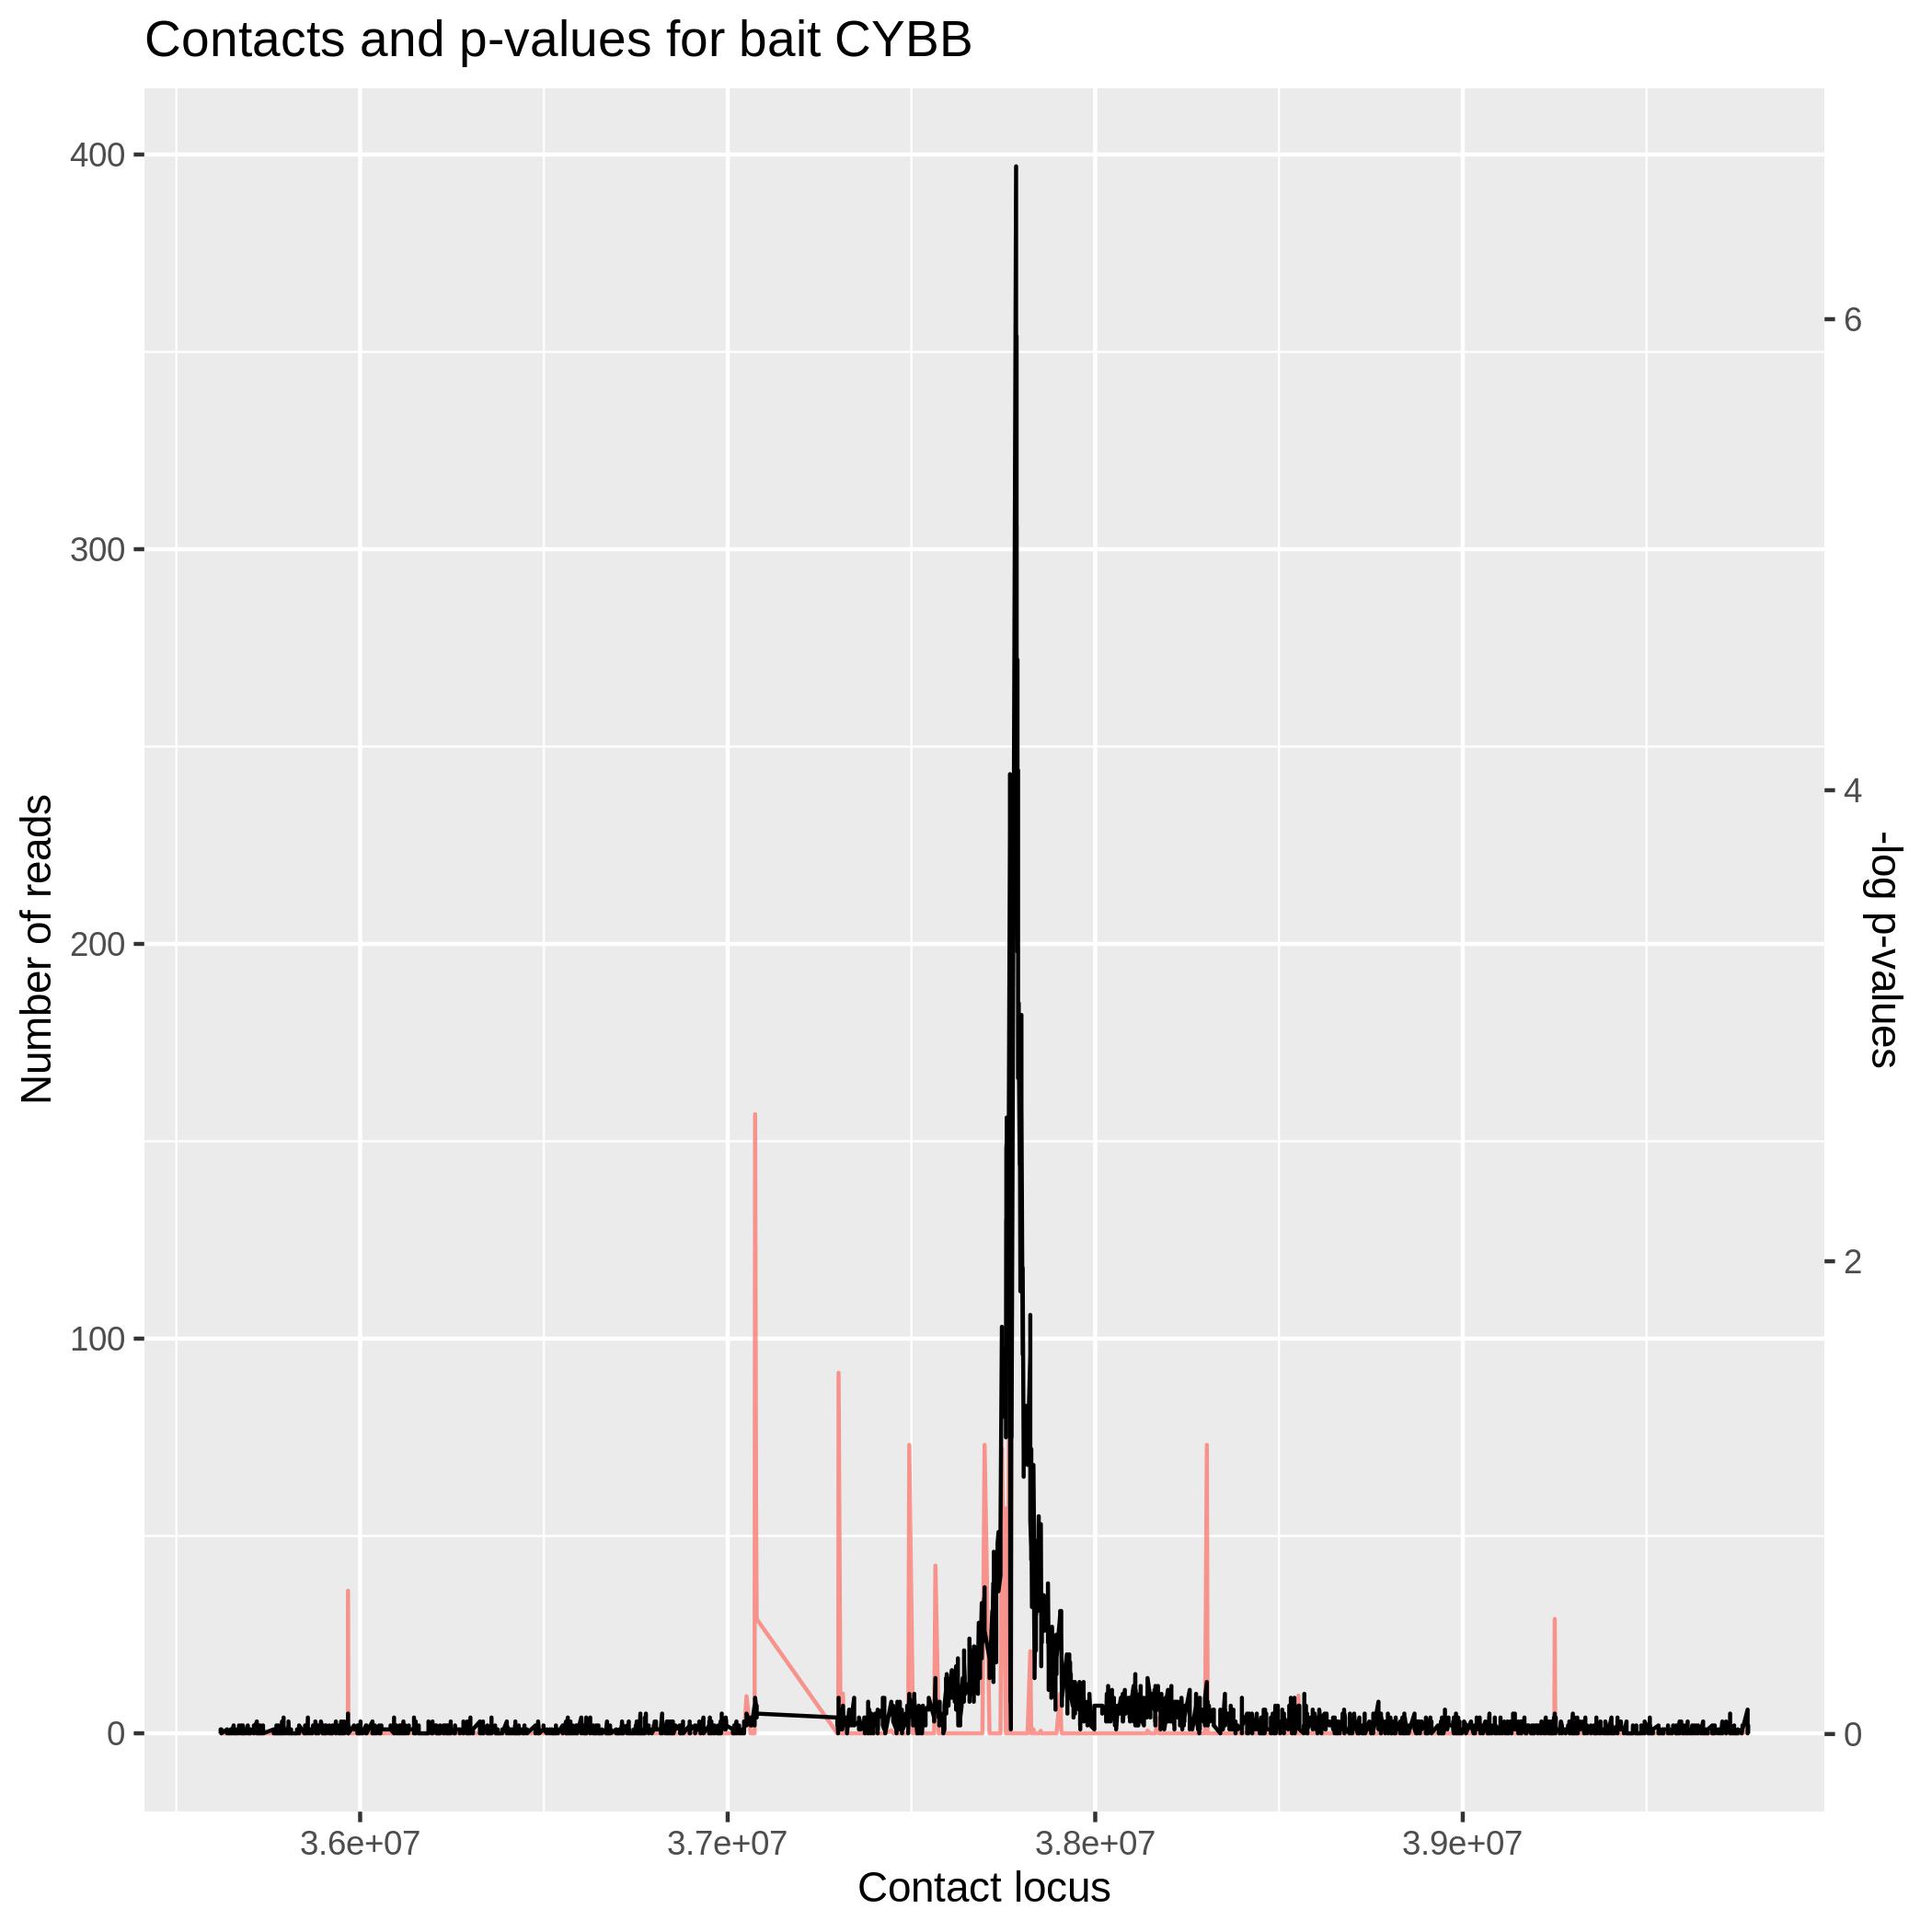 Contacts and p-values for bait CYBB
Number of reads
400
300
200
100
0
6
4
2
0
-log p-values
3.6e+07
3.7e+07
3.8e+07
3.9e+07
Contact locus